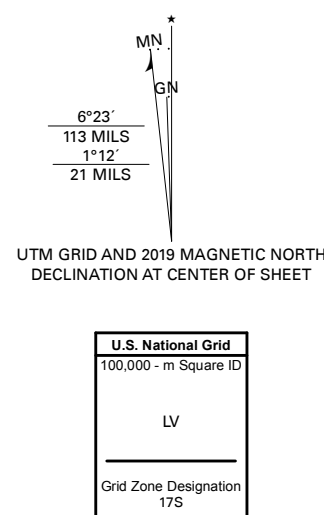 ★
MN
GN
6°23´
113 MILS
1°12´
21 MILS
UTM GRID AND 2019 MAGNETIC NORTH
DECLINATION AT CENTER OF SHEET
U.S. National Grid
100,000 - m Square ID
LV
Grid Zone Designation
17S